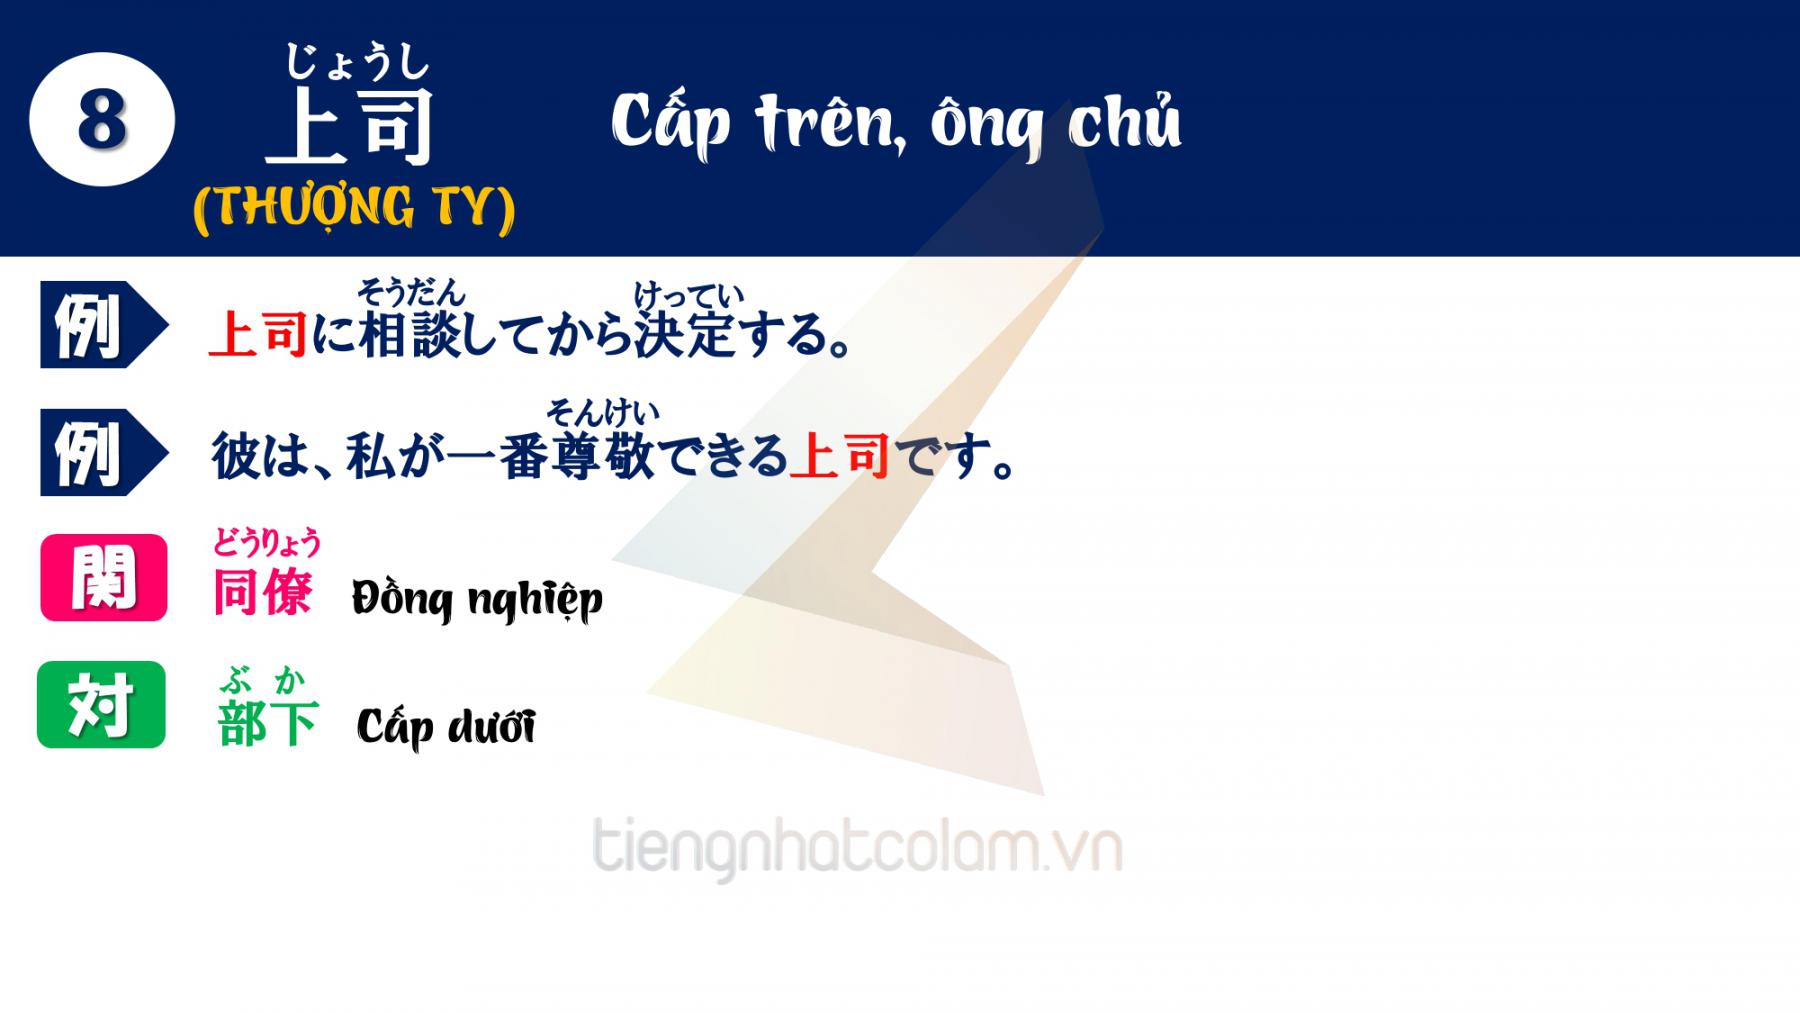 8
じょうし
上司
(THƯỢNG TY)
Cấp trên, ông chủ
例
そうだん けってい
上司に相談してから決定する。
例
そんけい
彼は、私が一番尊敬できる上司です。
関
どうりょう
同僚 Đồng nghiệp
対
ぶか
部下 Cấp dưới
tiengnhatcolam.vn